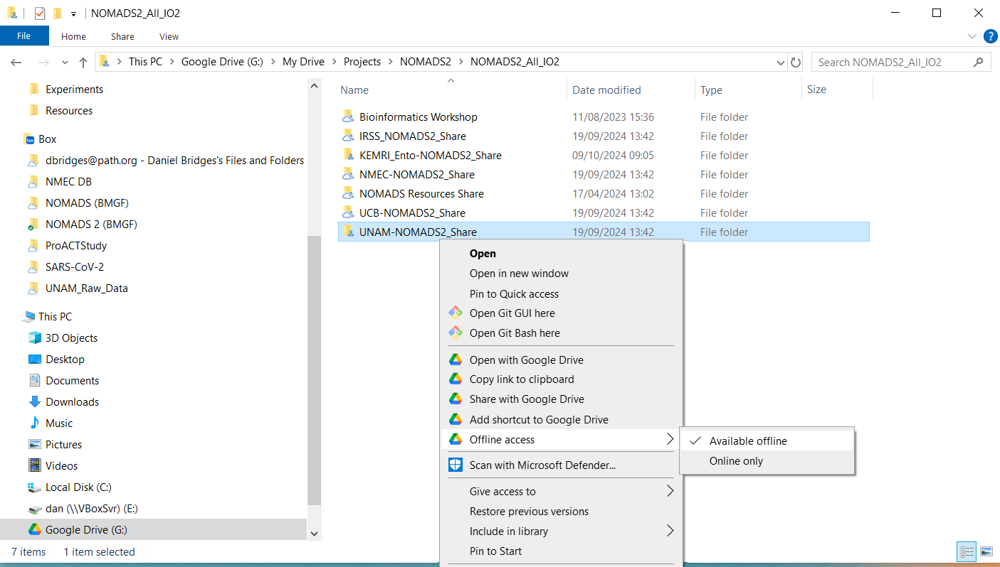 NOMADS2_All_IO2
File Home Share View
This PC Google Drive (G:) My Drive Projects NOMADS2 NOMADS2_All_IO2
Search NOMADS2_All_IO2
Experiments
Resources
Box
box
dbridges@path.org - Daniel Bridges's Files and Folders
NMEC DB
NOMADS (BMGF)
NOMADS 2 (BMGF)
ProACTStudy
SARS-CoV-2
UNAM_Raw_Data
This PC
3D Objects
Desktop
Documents
Downloads
Music
Pictures
Videos
Local Disk (C:)
dan (\\VBoxSvr) (E:)
Google Drive (G:)
Name Date modified Type Size
Bioinformatics Workshop 11/08/2023 15:36 File folder
IRSS_NOMADS2_Share 19/09/2024 13:42 File folder
KEMRI_Ento-NOMADS2_Share 09/10/2024 09:05 File folder
NMEC-NOMADS2_Share 19/09/2024 13:42 File folder
NOMADS Resources Share 17/04/2024 13:02 File folder
UCB-NOMADS2_Share 19/09/2024 13:42 File folder
UNAM-NOMADS2_Share 19/09/2024 13:42 File folder
Open
Open in new window
Pin to Quick access
Open Git GUI here
Open Git Bash here
Open with Google Drive
Copy link to clipboard
Share with Google Drive
Add shortcut to Google Drive
Offline access
Available offline
Online only
Scan with Microsoft Defender...
Give access to
Restore previous versions
Include in library
Pin to Start
7 items 1 item selected